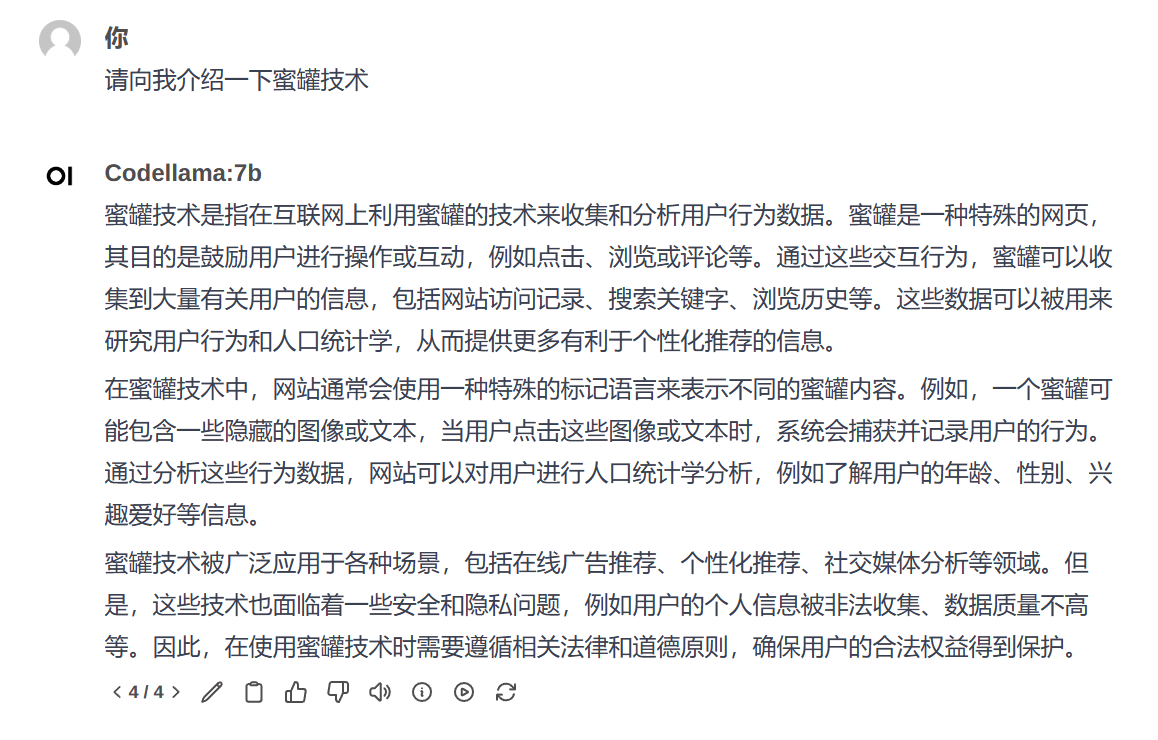 你
请向我介绍一下蜜罐技术
OI
Codellama:7b
蜜罐技术是指在互联网上利用蜜罐的技术来收集和分析用户行为数据。蜜罐是一种特殊的网页，
其目的是鼓励用户进行操作或互动，例如点击、浏览或评论等。通过这些交互行为，蜜罐可以收
集到大量有关用户的信息，包括网站访问记录、搜索关键字、浏览历史等。这些数据可以被用来
研究用户行为和人口统计学，从而提供更多有利于个性化推荐的信息。
在蜜罐技术中，网站通常会使用一种特殊的标记语言来表示不同的蜜罐内容。例如，一个蜜罐可
能包含一些隐藏的图像或文本，当用户点击这些图像或文本时，系统会捕获并记录用户的行为。
通过分析这些行为数据，网站可以对用户进行人口统计学分析，例如了解用户的年龄、性别、兴
趣爱好等信息。
蜜罐技术被广泛应用于各种场景，包括在线广告推荐、个性化推荐、社交媒体分析等领域。但
是，这些技术也面临着一些安全和隐私问题，例如用户的个人信息被非法收集、数据质量不高
等。因此，在使用蜜罐技术时需要遵循相关法律和道德原则，确保用户的合法权益得到保护。
4 / 4